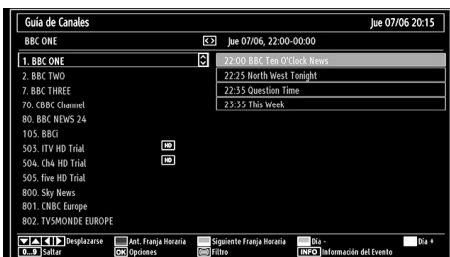 Guía de Canales Jue 07/06 20:15
BBC ONE Jue 07/06, 22:00-00:00
1. BBC ONE 22:00 BBC Ten O'Clock News
2. BBC TWO 22:25 North West Tonight
7. BBC THREE 22:35 Question Time
70. CBBC Channel 23:35 This Week
80. BBC NEWS 24
105. BBCi
503. ITV HD Trial HD
504. Ch4 HD Trial HD
505. five HD Trial
800. Sky News
801. CNBC Europe
802. TV5MONDE EUROPE
Desplazarse Ant. Franja Horaria Siguiente Franja Horaria Día - Día +
0...9 Saltar OK Opciones Filtro INFO Información del Evento